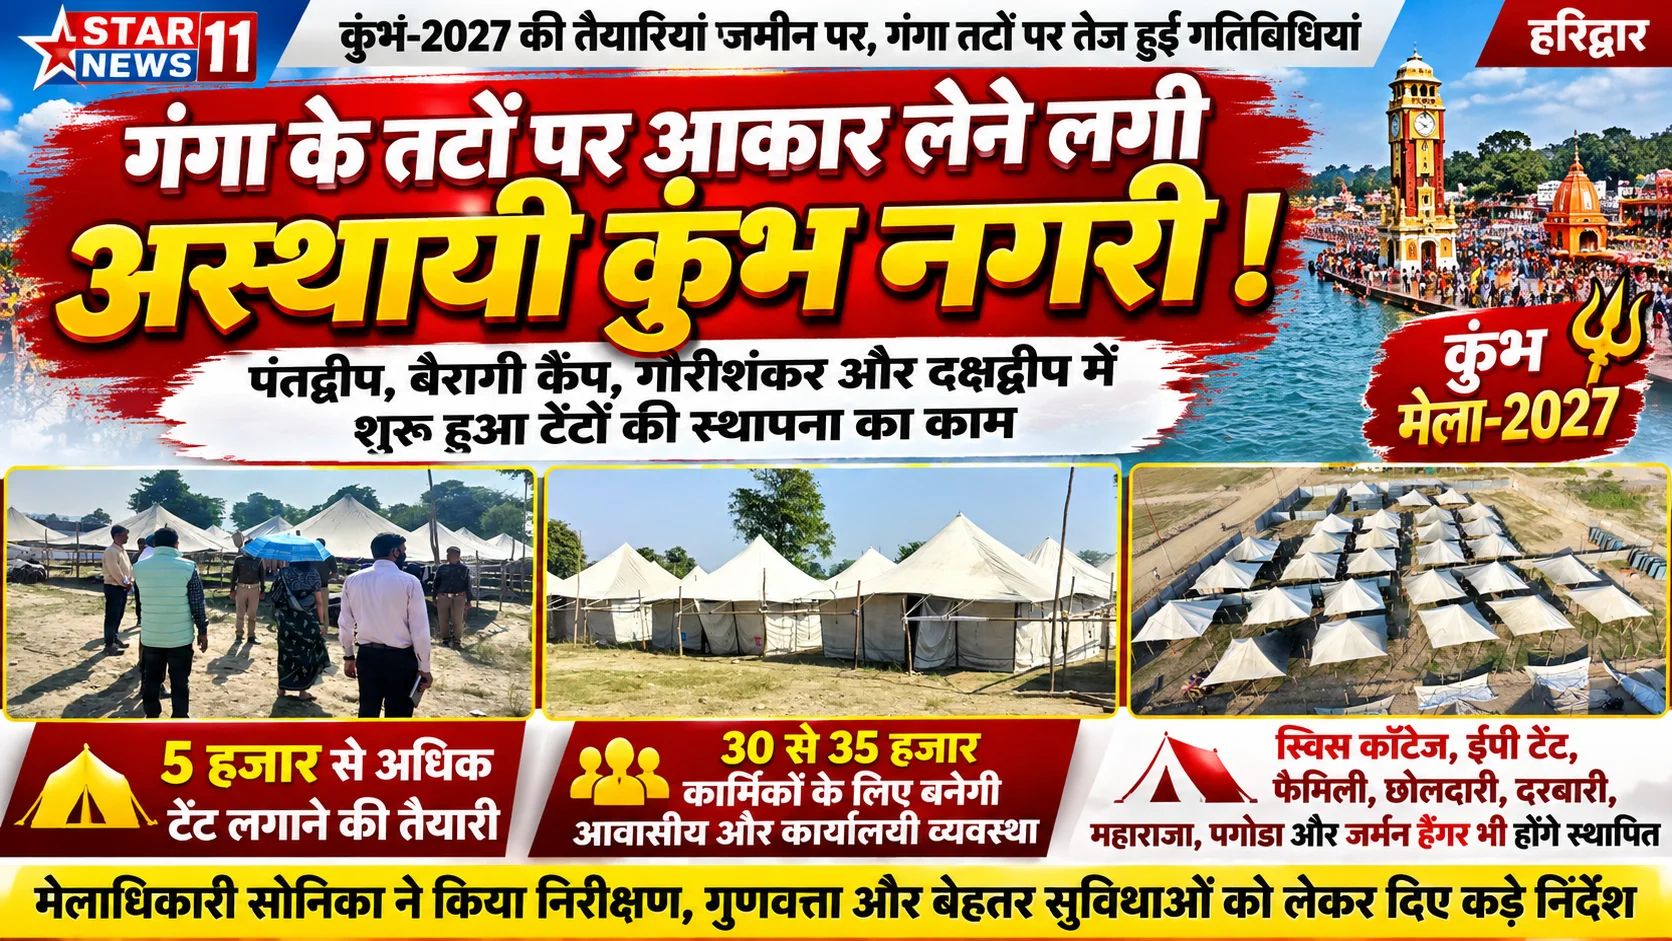 STAR NEWS 11
कुंभं-2027 की तैयारियां जमीन पर, गंगा तटों पर तेज हुई गतिबिधियां
हरिद्वार
गंगा के तटों पर आकार लेने लगी
अस्थायी कुंभ नगरी !
पंतद्वीप, बैरागी कैंप, गौरीशंकर और दक्षद्वीप में
शुरू हुआ टेंटों की स्थापना का काम
कुंभ
मेला-2027
5 हजार से अधिक
टेंट लगाने की तैयारी
30 से 35 हजार
कार्मिकों के लिए बनेगी
आवासीय और कार्यालयी व्यवस्था
स्विस कॉटेज, ईपी टेंट,
फैमिली, छोलदारी, दरबारी,
महाराजा, पगोडा और जर्मन हैंगर भी होंगे स्थापित
मेलाधिकारी सोनिका ने किया निरीक्षण, गुणवत्ता और बेहतर सुविथाओं को लेकर दिए कड़े निंर्देश